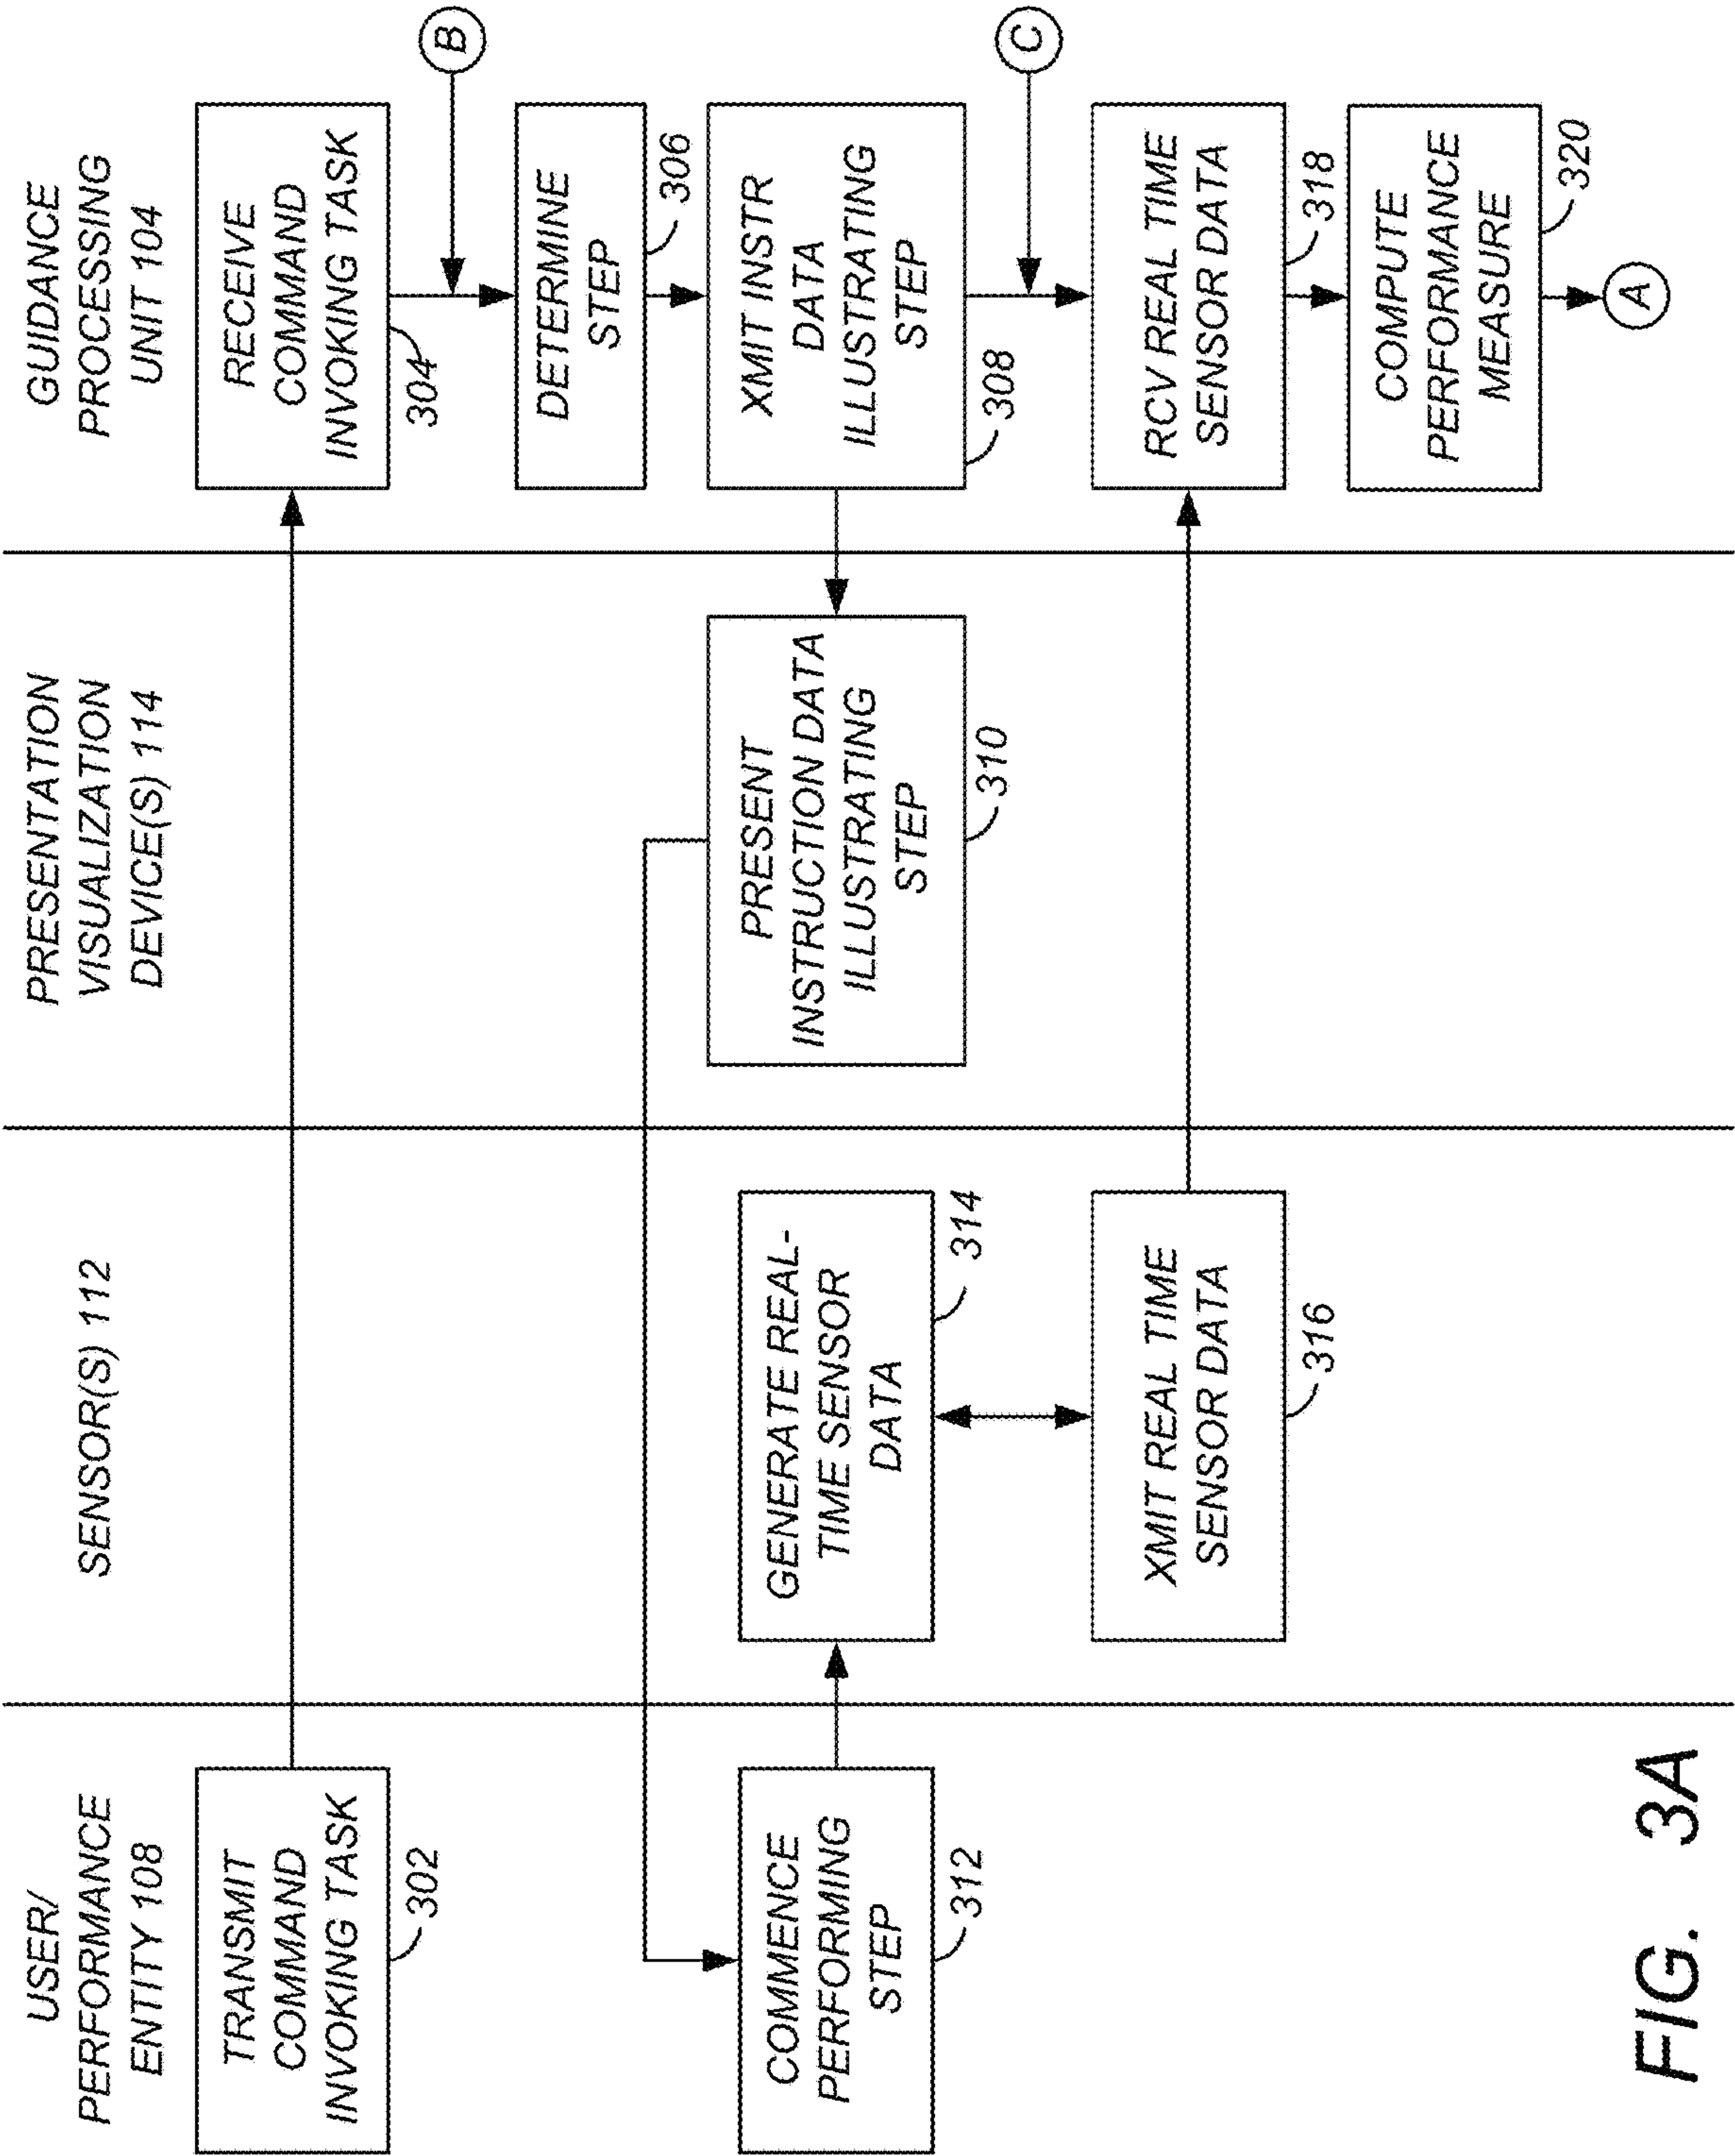 USER/
PERFORMANCE
ENTITY 108
SENSOR(S) 112
PRESENTATION
VISUALIZATION
DEVICE(S) 114
GUIDANCE
PROCESSING
UNIT 104
TRANSMIT
COMMAND
INVOKING TASK
302
RECEIVE
COMMAND
INVOKING TASK
304
B
DETERMINE
STEP
306
XMIT INSTR
DATA
ILLUSTRATING
STEP
308
PRESENT
INSTRUCTION DATA
ILLUSTRATING
STEP
310
COMMENCE
PERFORMING
STEP
312
GENERATE REAL-
TIME SENSOR
DATA
314
XMIT REAL TIME
SENSOR DATA
316
C
RCV REAL TIME
SENSOR DATA
318
COMPUTE
PERFORMANCE
MEASURE
320
A
FIG. 3A